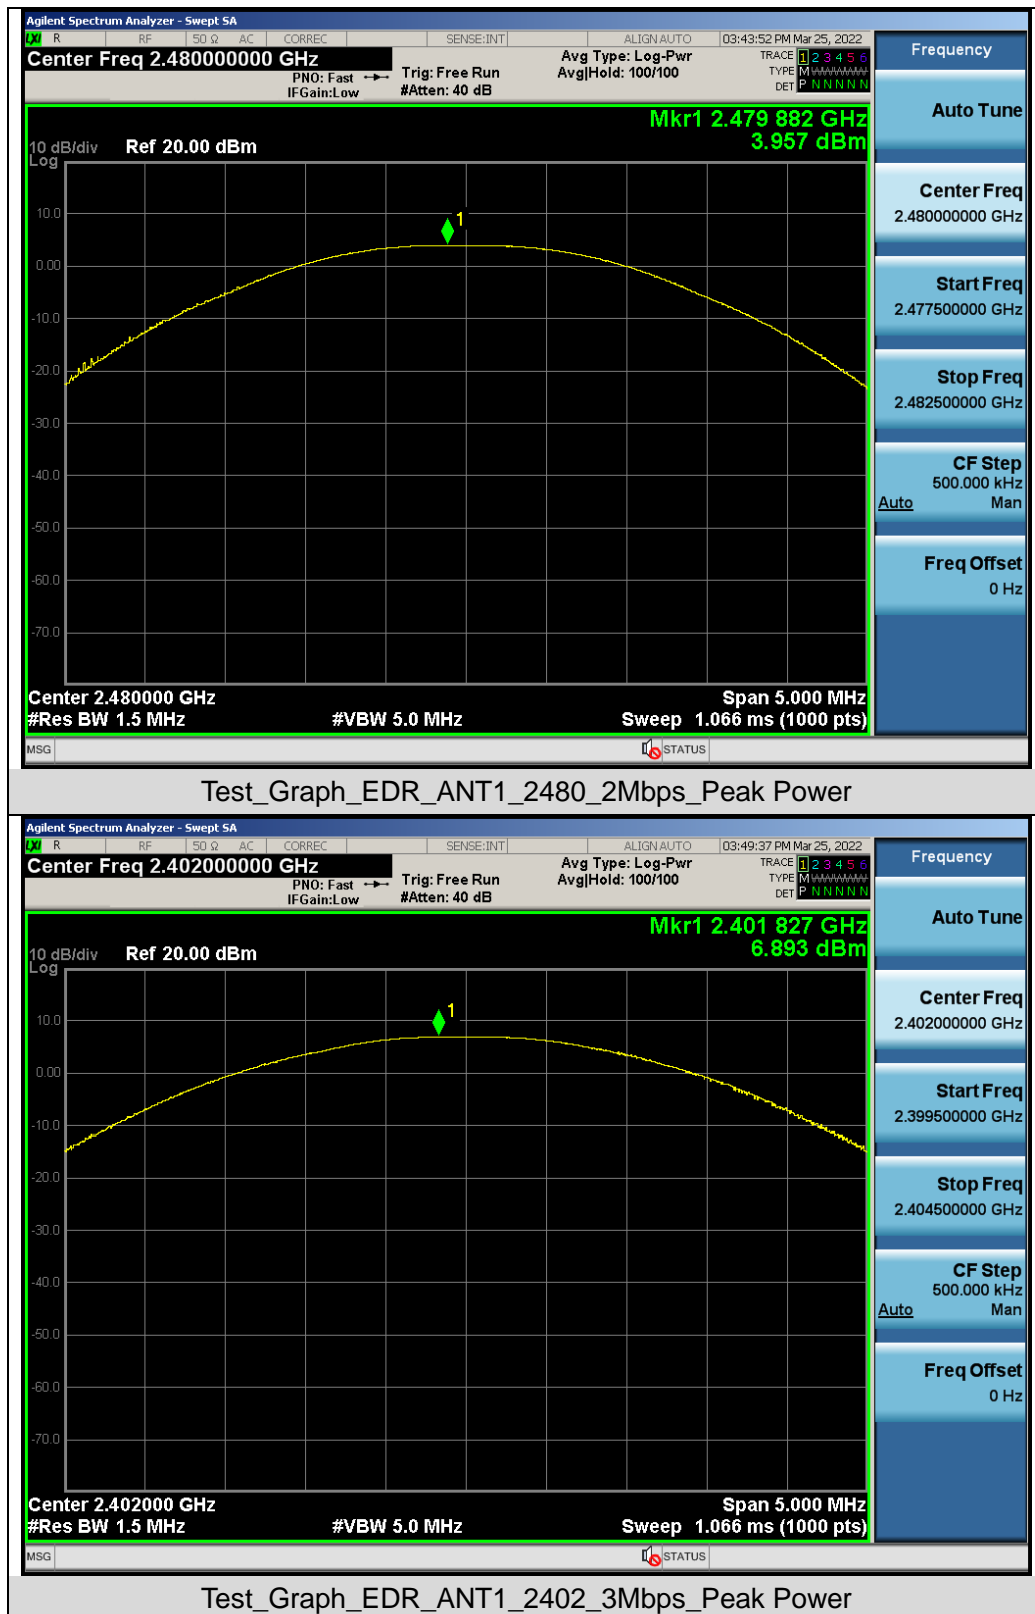 Agilent Spectrum Analyzer - Swept SA
LXI R RF 50 Ω AC CORREC SENSE:INT ALIGN AUTO 03:43:52 PM Mar 25, 2022
Center Freq 2.480000000 GHz
PNO: Fast
IFGain:Low
Trig: Free Run
#Atten: 40 dB
Avg Type: Log-Pwr
Avg|Hold: 100/100
TRACE 1 2 3 4 5 6
TYPE M
DET P N N N N N
Mkr1 2.479 882 GHz
3.957 dBm
10 dB/div Ref 20.00 dBm
Log
10.0
0.00
-10.0
-20.0
-30.0
-40.0
-50.0
-60.0
-70.0
1
Center 2.480000 GHz Span 5.000 MHz
#Res BW 1.5 MHz #VBW 5.0 MHz Sweep 1.066 ms (1000 pts)
MSG STATUS
Frequency
Auto Tune
Center Freq
2.480000000 GHz
Start Freq
2.477500000 GHz
Stop Freq
2.482500000 GHz
CF Step
500.000 kHz
Auto Man
Freq Offset
0 Hz
Test_Graph_EDR_ANT1_2480_2Mbps_Peak Power
Agilent Spectrum Analyzer - Swept SA
LXI R RF 50 Ω AC CORREC SENSE:INT ALIGN AUTO 03:49:37 PM Mar 25, 2022
Center Freq 2.402000000 GHz
PNO: Fast
IFGain:Low
Trig: Free Run
#Atten: 40 dB
Avg Type: Log-Pwr
Avg|Hold: 100/100
TRACE 1 2 3 4 5 6
TYPE M
DET P N N N N N
Mkr1 2.401 827 GHz
6.893 dBm
10 dB/div Ref 20.00 dBm
Log
10.0
0.00
-10.0
-20.0
-30.0
-40.0
-50.0
-60.0
-70.0
1
Center 2.402000 GHz Span 5.000 MHz
#Res BW 1.5 MHz #VBW 5.0 MHz Sweep 1.066 ms (1000 pts)
MSG STATUS
Frequency
Auto Tune
Center Freq
2.402000000 GHz
Start Freq
2.399500000 GHz
Stop Freq
2.404500000 GHz
CF Step
500.000 kHz
Auto Man
Freq Offset
0 Hz
Test_Graph_EDR_ANT1_2402_3Mbps_Peak Power